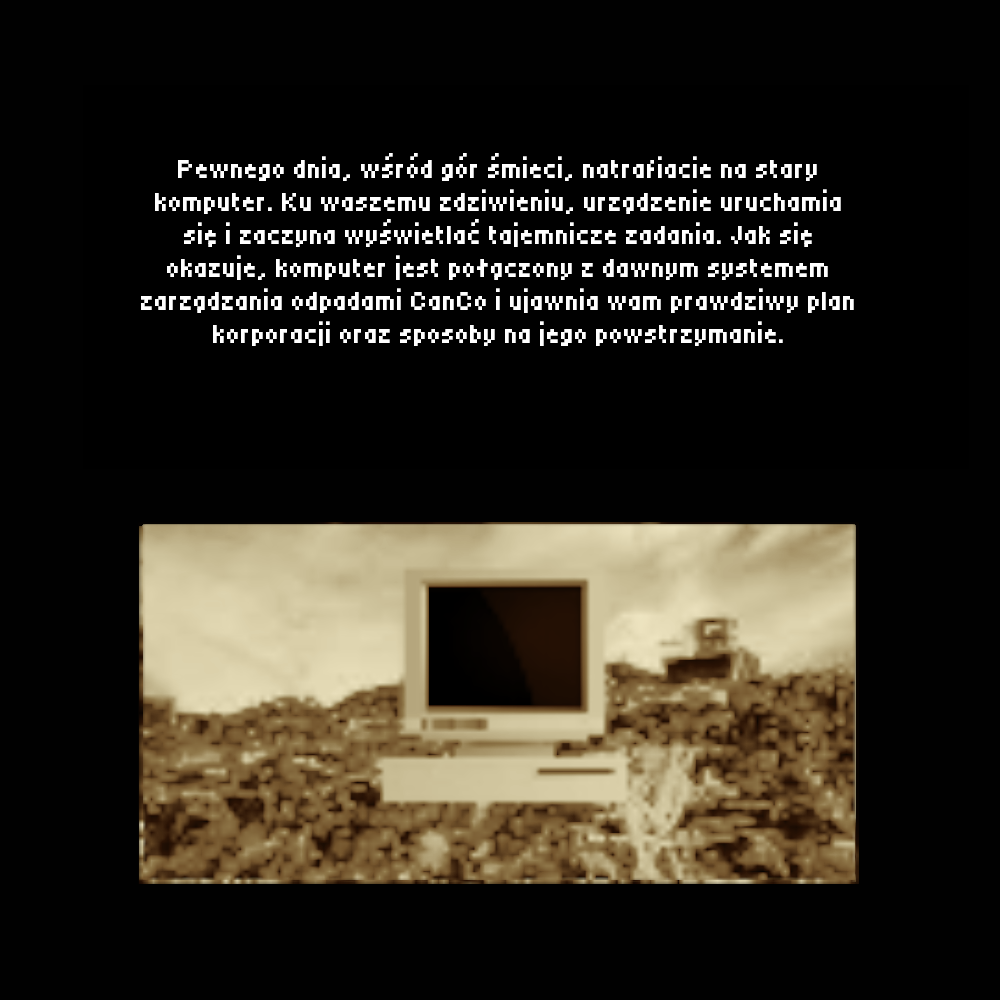 Pewnego dnia, wśród gór śmieci, natrafiacie na stary
komputer. Ku waszemu zdziwieniu, urządzenie uruchamia
się i zaczyna wyświetlać tajemnicze zadania. Jak się
okazuje, komputer jest połączony z dawnym systemem
zarządzania odpadami CanCo i ujawnia wam prawdziwy plan
korporacji oraz sposoby na jego powstrzymanie.